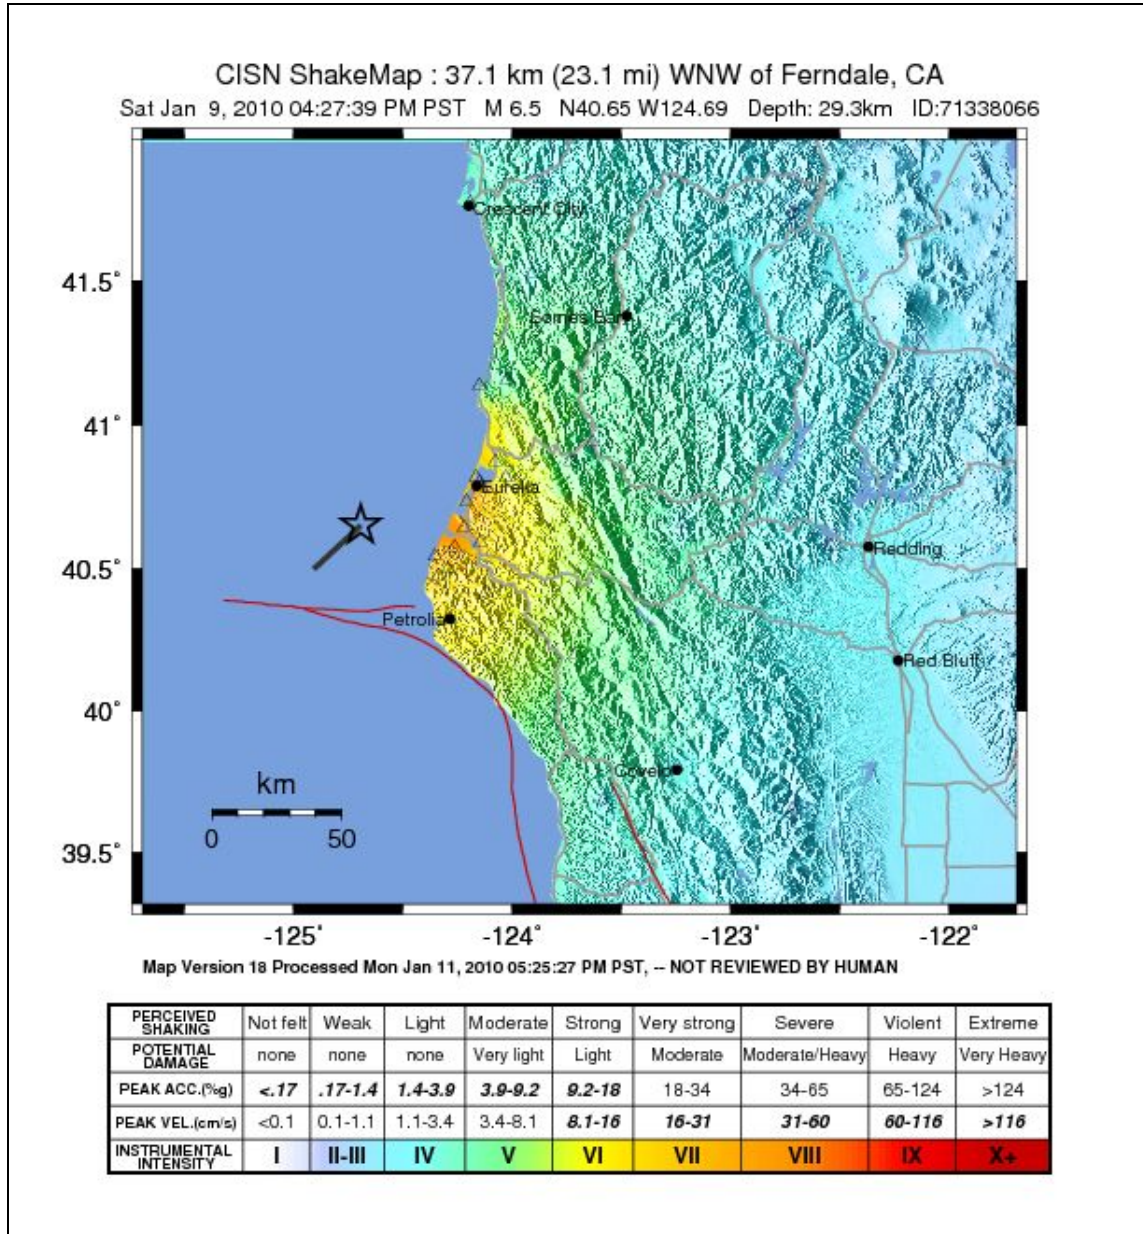 CISN ShakeMap : 37.1 km (23.1 mi) WNW of Ferndale, CA
Sat Jan 9, 2010 04:27:39 PM PST M 6.5 N40.65 W124.69 Depth: 29.3km ID:71338066
Crescent City
41.5°
Somes Bar
41°
Eureka
Redding
40.5°
Petrolia
Red Bluff
40°
Covelo
km
0 50
39.5°
-125° -124° -123° -122°
Map Version 18 Processed Mon Jan 11, 2010 05:25:27 PM PST, -- NOT REVIEWED BY HUMAN
PERCEIVED SHAKING Not felt Weak Light Moderate Strong Very strong Severe Violent Extreme
POTENTIAL DAMAGE none none none Very light Light Moderate Moderate/Heavy Heavy Very Heavy
PEAK ACC.(%g) <.17 .17-1.4 1.4-3.9 3.9-9.2 9.2-18 18-34 34-65 65-124 >124
PEAK VEL.(cm/s) <0.1 0.1-1.1 1.1-3.4 3.4-8.1 8.1-16 16-31 31-60 60-116 >116
INSTRUMENTAL INTENSITY I II-III IV V VI VII VIII IX X+